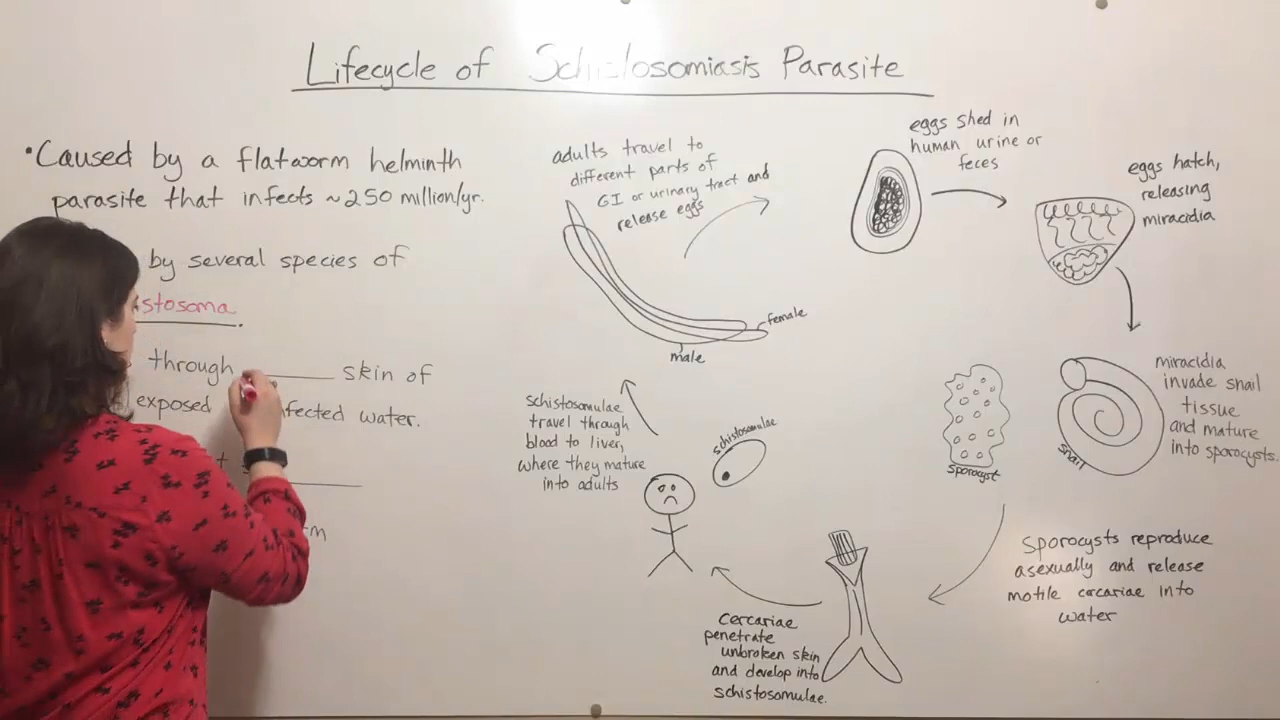 Lifecycle of Schistosomiasis Parasite
• Caused by a flatworm helminth
parasite that infects ~250 million/yr.
by several species of
stosoma.
through ______ skin of
exposed fected water.
adults travel to
different parts of
GI or urinary tract and
release eggs
female
male
eggs shed in
human urine or
feces
eggs hatch,
releasing
miracidia
miracidia
invade snail
tissue
and mature
into sporocysts.
snail
sporocyst
Sporocysts reproduce
asexually and release
motile cercariae into
water
Cercariae
penetrate
unbroken skin
and develop into
schistosomulae.
schistosomulae
schistosomulae
travel through
blood to liver,
where they mature
into adults